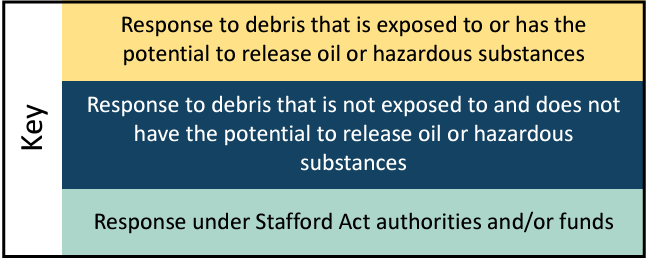 Key
Response to debris that is exposed to or has the
potential to release oil or hazardous substances
Response to debris that is not exposed to and does not
have the potential to release oil or hazardous
substances
Response under Stafford Act authorities and/or funds